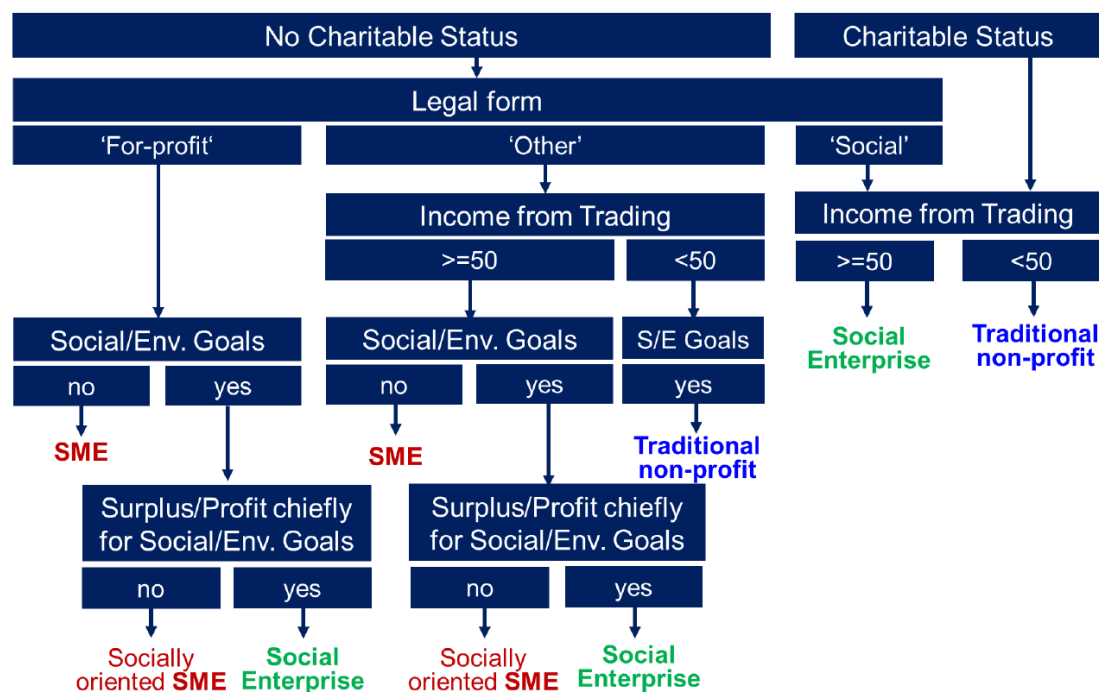 No Charitable Status
Charitable Status
Legal form
‘For-profit‘
‘Other’
‘Social’
Income from Trading
Income from Trading
>=50
<50
>=50
<50
Social/Env. Goals
Social/Env. Goals
S/E Goals
Social
Enterprise
Traditional
non-profit
no
yes
no
yes
yes
SME
SME
Traditional
non-profit
Surplus/Profit chiefly
for Social/Env. Goals
Surplus/Profit chiefly
for Social/Env. Goals
no
yes
no
yes
Socially
oriented SME
Social
Enterprise
Socially
oriented SME
Social
Enterprise